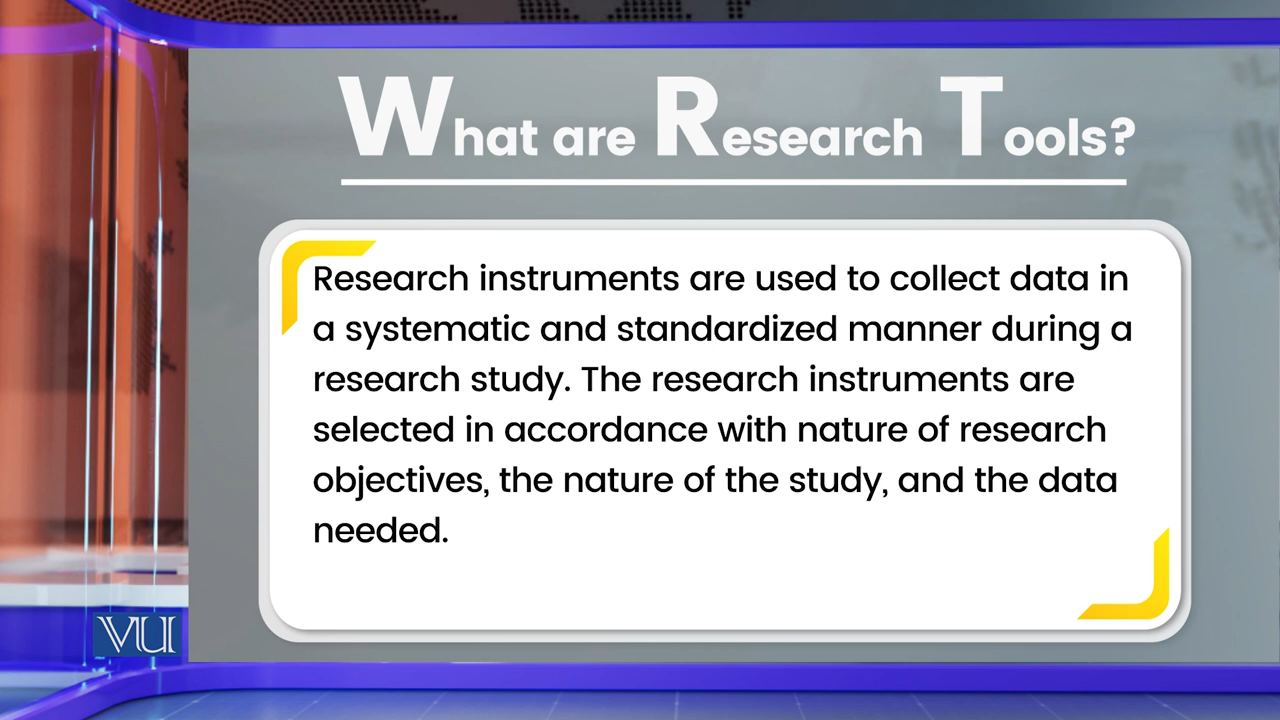 What are Research Tools?
Research instruments are used to collect data in
a systematic and standardized manner during a
research study. The research instruments are
selected in accordance with nature of research
objectives, the nature of the study, and the data
needed.
VU